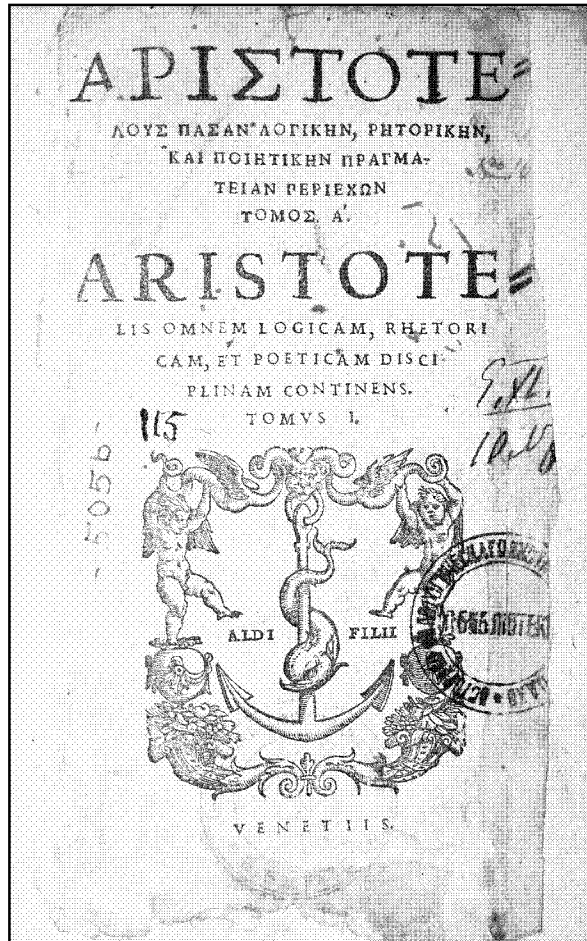 ΑΡΙΣΤΟΤΕ=
ΛΟΥΣ ΠΑΣΑΝ ΛΟΓΙΚΗΝ, ΡΗΤΟΡΙΚΗΝ,
ΚΑΙ ΠΟΙΗΤΙΚΗΝ ΠΡΑΓΜΑ-
ΤΕΙΑΝ ΠΕΡΙΕΧΩΝ
ΤΟΜΟΣ Α΄.
ARISTOTE=
LIS OMNEM LOGICAM, RHETORI
CAM, ET POETICAM DISCI-
PLINAM CONTINENS.
TOMVS I.
115
-5056-
ALDI FILII
VENETIIS.